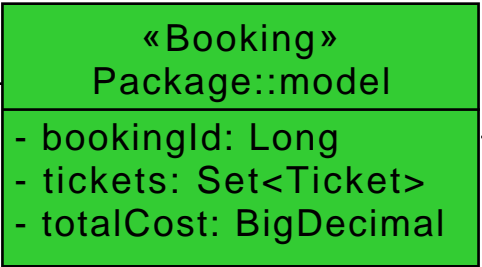 «Booking»
Package::model
- bookingId: Long
- tickets: Set<Ticket>
- totalCost: BigDecimal